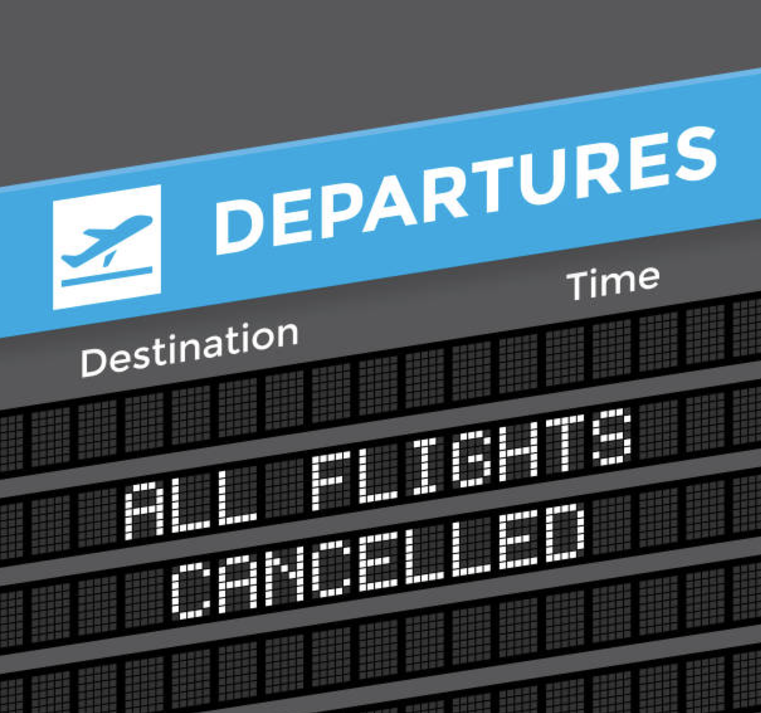 DEPARTURES
Destination Time
ALL FLIGHTS
CANCELLED